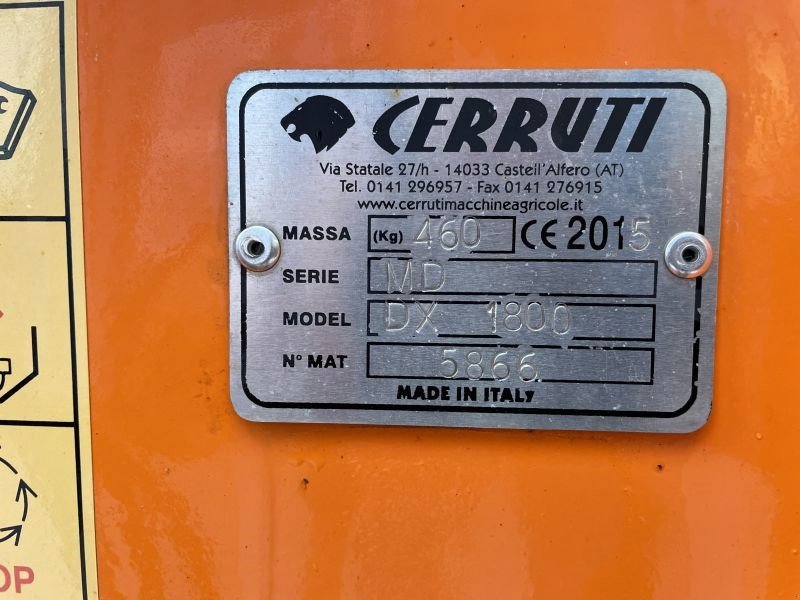 CERRUTI
Via Statale 27/h - 14033 Castell'Alfero (AT)
Tel. 0141 296957 - Fax 0141 276915
www.cerrutimacchineagricole.it
MASSA (Kg) 460 CE 2015
SERIE MD
MODEL DX 1800
N° MAT 5866
MADE IN ITALY
OP